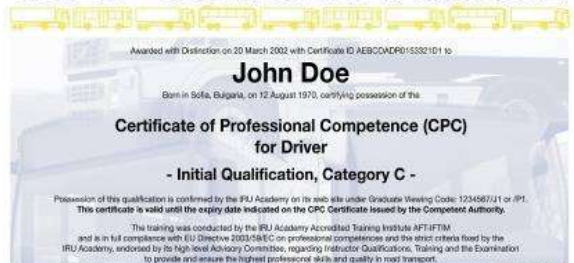 Awarded with Distinction on 20 March 2002 with Certificate ID AEBCDADR0153321D1 to
John Doe
Born in Sofia, Bulgaria, on 12 August 1970, certifying possession of the
Certificate of Professional Competence (CPC)
for Driver
- Initial Qualification, Category C -
Possession of this qualification is confirmed by the IRU Academy on its web site under Graduate Viewing Code: 1234567/J1 or /P1.
This certificate is valid until the expiry date indicated on the CPC Certificate issued by the Competent Authority.
The training was conducted by the IRU Academy Accredited Training Institute AFT-IFTIM
and is in full compliance with EU Directive 2003/59/EC on professional competences and the strict criteria fixed by the
IRU Academy, endorsed by its high level Advisory Committee, regarding Instructor Qualifications, Training and the Examination
to provide and ensure the highest professional skills and quality in road transport.